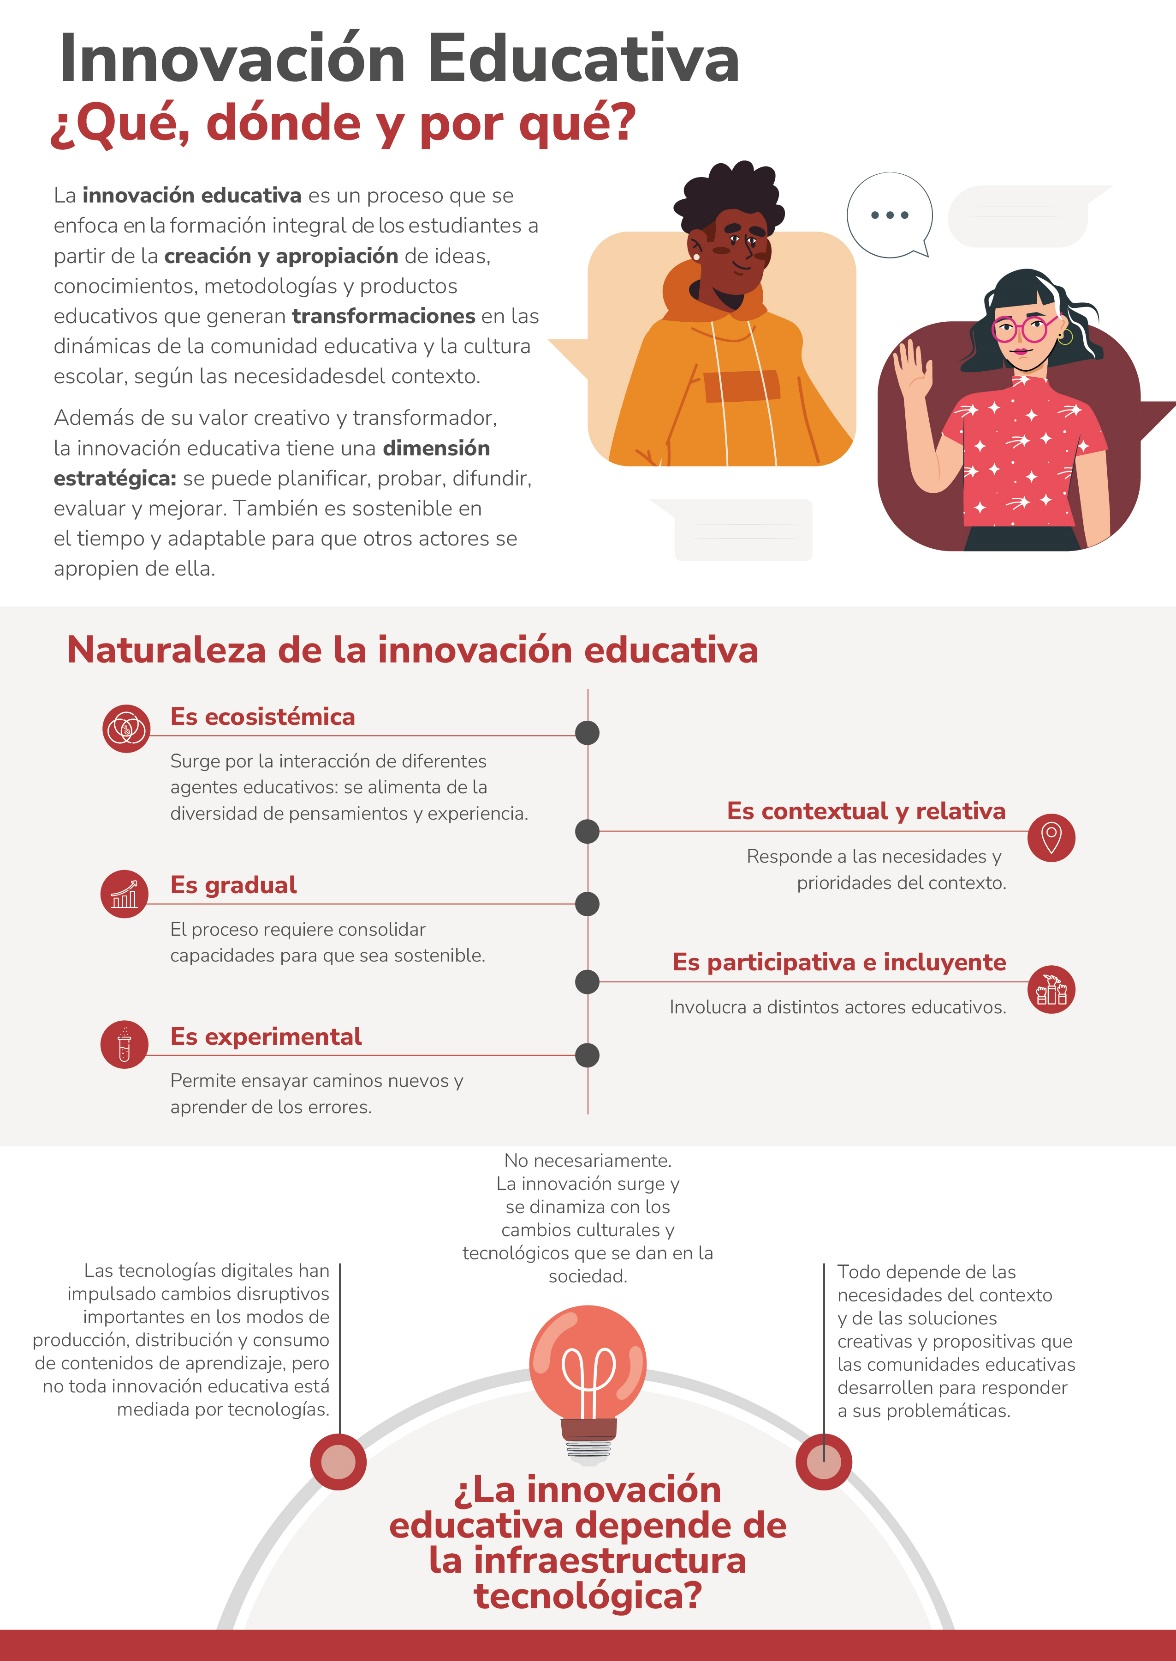 Innovación Educativa
¿Qué, dónde y por qué?
La innovación educativa es un proceso que se
enfoca en la formación integral de los estudiantes a
partir de la creación y apropiación de ideas,
conocimientos, metodologías y productos
educativos que generan transformaciones en las
dinámicas de la comunidad educativa y la cultura
escolar, según las necesidadesdel contexto.
Además de su valor creativo y transformador,
la innovación educativa tiene una dimensión
estratégica: se puede planificar, probar, difundir,
evaluar y mejorar. También es sostenible en
el tiempo y adaptable para que otros actores se
apropien de ella.
Naturaleza de la innovación educativa
Es ecosistémica
Surge por la interacción de diferentes
agentes educativos: se alimenta de la
diversidad de pensamientos y experiencia.
Es contextual y relativa
Responde a las necesidades y
prioridades del contexto.
Es gradual
El proceso requiere consolidar
capacidades para que sea sostenible.
Es participativa e incluyente
Involucra a distintos actores educativos.
Es experimental
Permite ensayar caminos nuevos y
aprender de los errores.
No necesariamente.
La innovación surge y
se dinamiza con los
cambios culturales y
tecnológicos que se dan en la
sociedad.
Las tecnologías digitales han
impulsado cambios disruptivos
importantes en los modos de
producción, distribución y consumo
de contenidos de aprendizaje, pero
no toda innovación educativa está
mediada por tecnologías.
Todo depende de las
necesidades del contexto
y de las soluciones
creativas y propositivas que
las comunidades educativas
desarrollen para responder
a sus problemáticas.
¿La innovación
educativa depende de
la infraestructura
tecnológica?